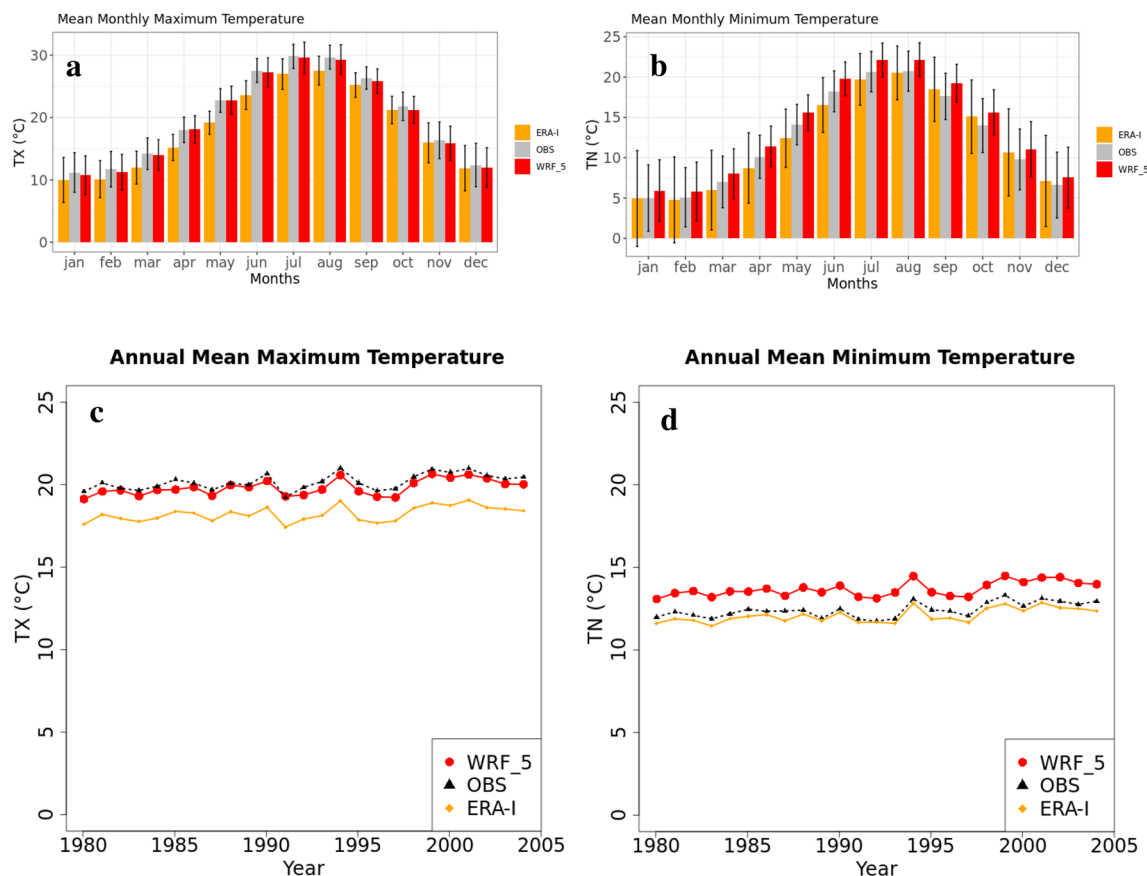 Mean Monthly Maximum Temperature
a
TX (°C)
30
20
10
0
jan feb mar apr may jun jul aug sep oct nov dec
Months
ERA-I
OBS
WRF_5
Mean Monthly Minimum Temperature
b
TN (°C)
25
20
15
10
5
0
jan feb mar apr may jun jul aug sep oct nov dec
Months
ERA-I
OBS
WRF_5
Annual Mean Maximum Temperature
c
TX (°C)
25
20
15
10
5
0
WRF_5
OBS
ERA-I
1980 1985 1990 1995 2000 2005
Year
Annual Mean Minimum Temperature
d
TN (°C)
25
20
15
10
5
0
WRF_5
OBS
ERA-I
1980 1985 1990 1995 2000 2005
Year